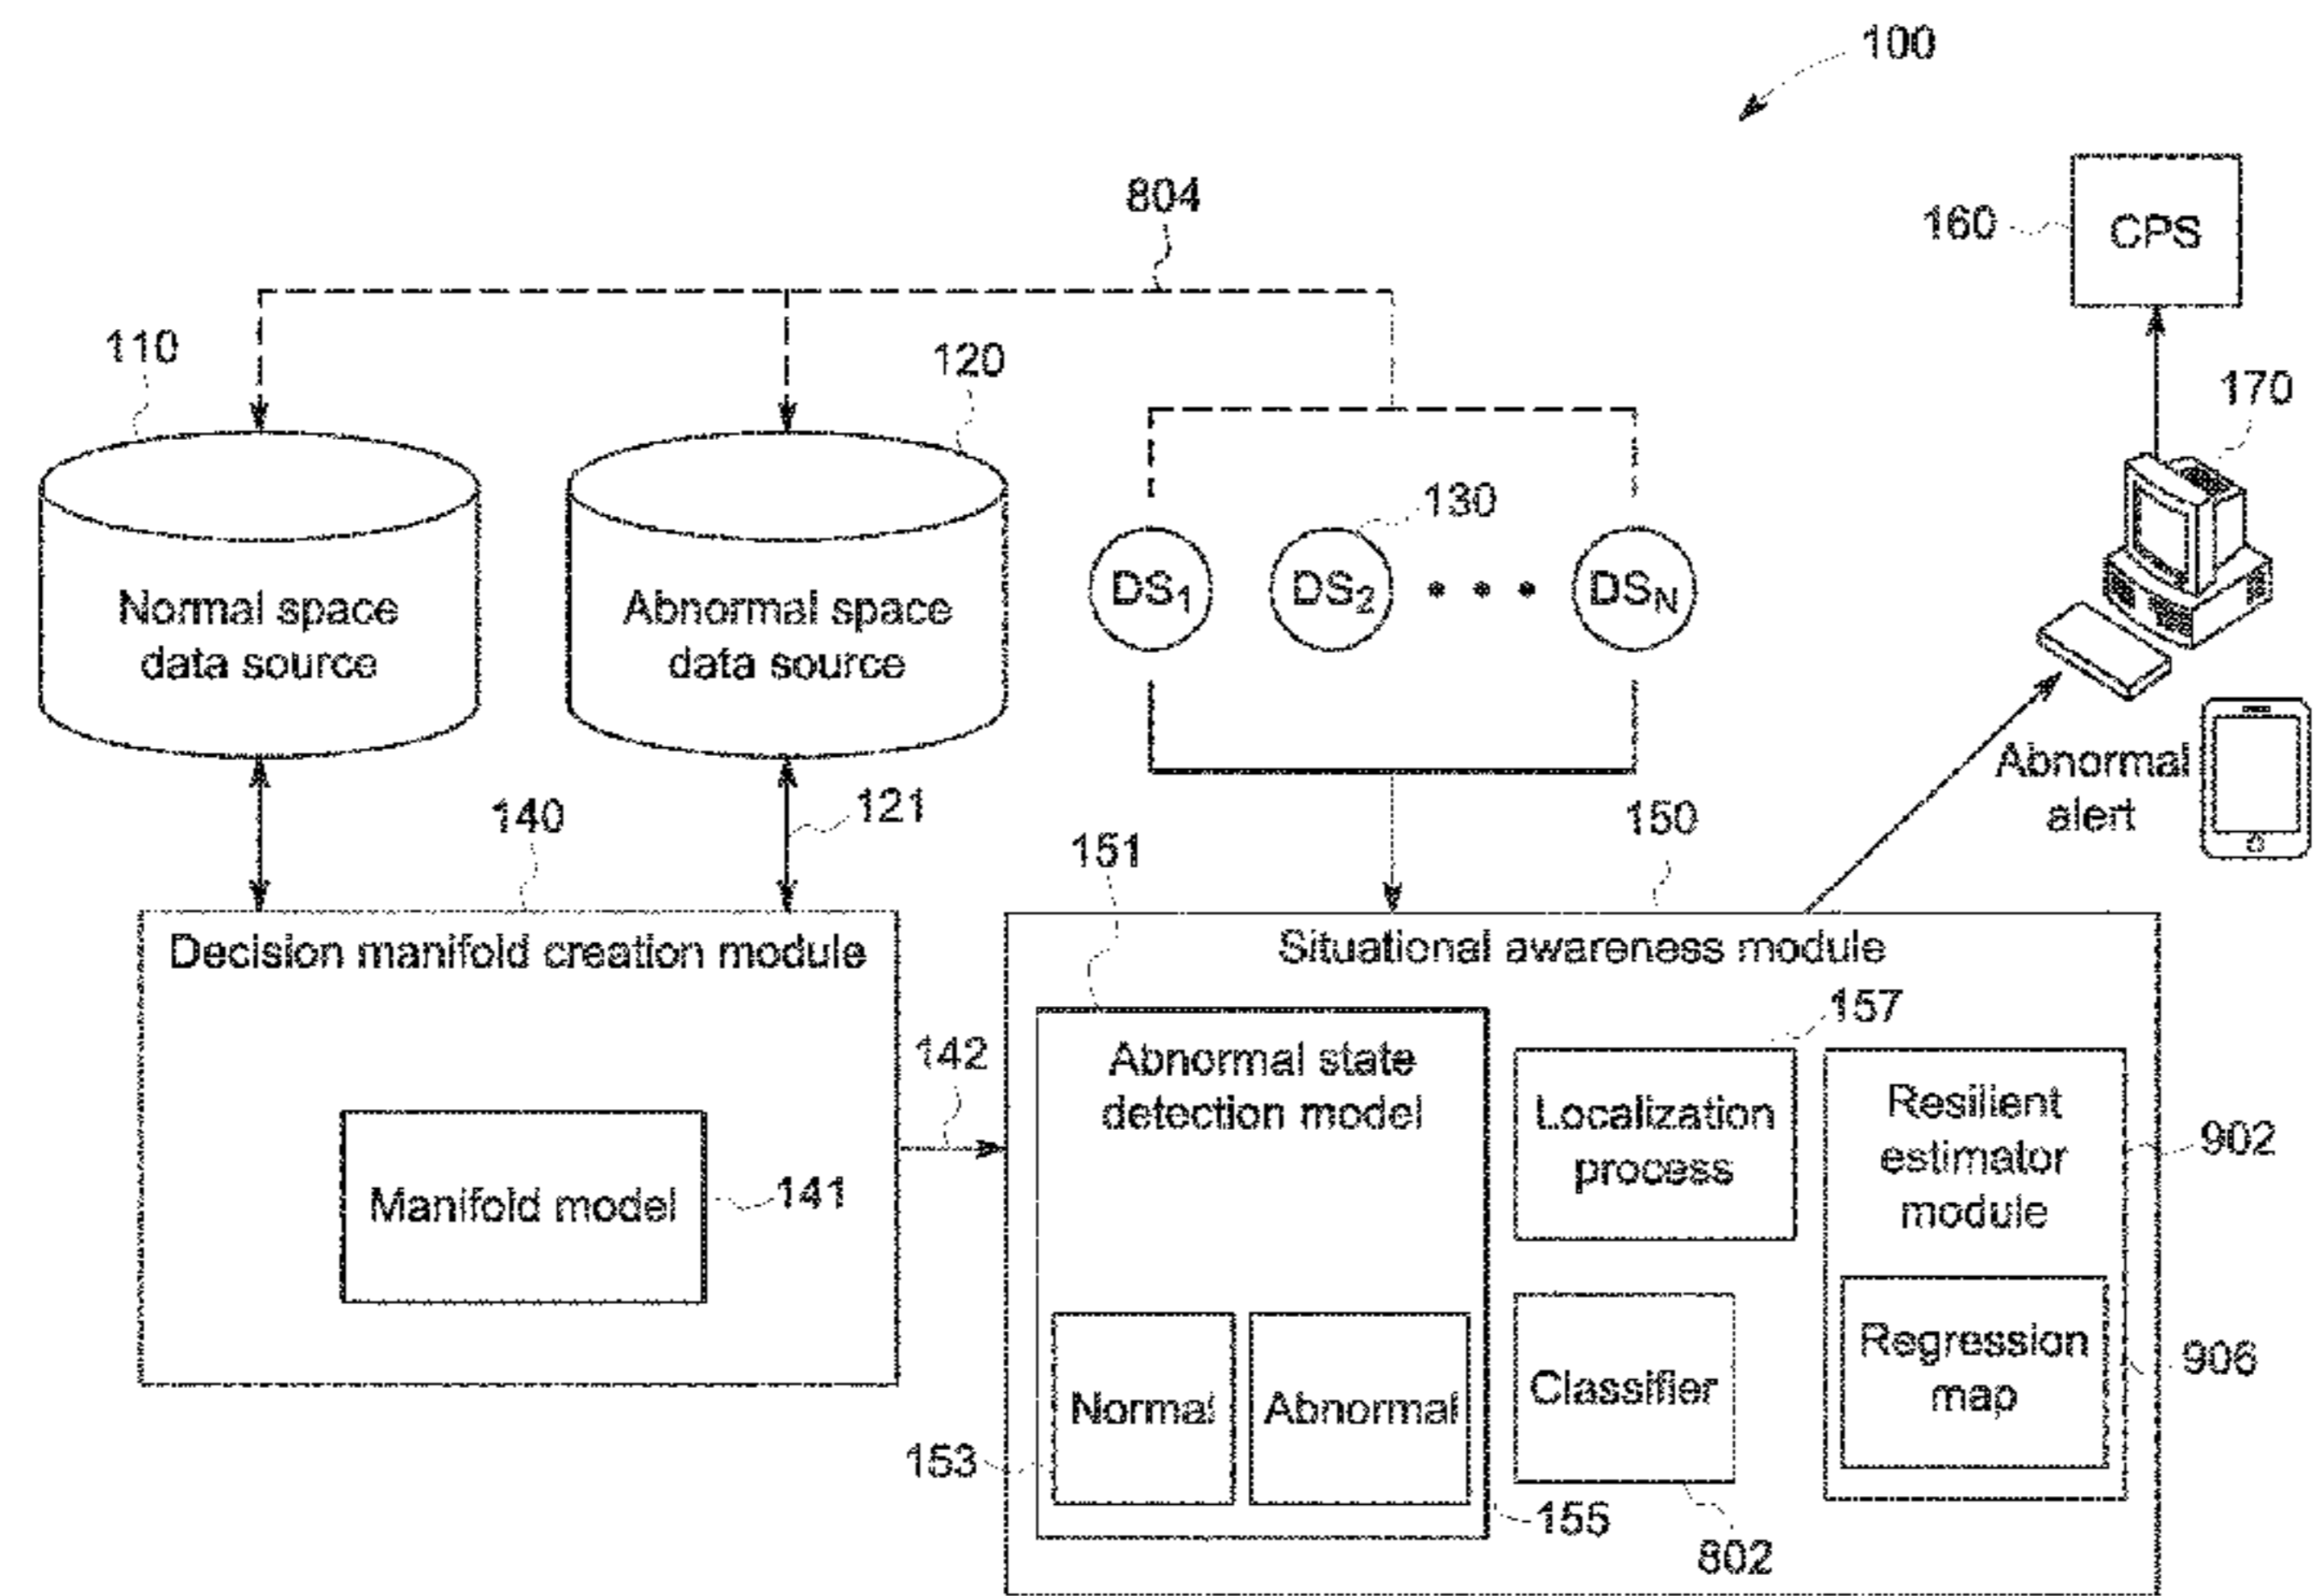 100
804
160
CPS
110
120
170
130
Normal space
data source
Abnormal space
data source
DS1
DS2
• • •
DSN
Abnormal
alert
140
121
151
150
Decision manifold creation module
Situational awareness module
157
142
Abnormal state
detection model
Localization
process
Resilient
estimator
module
902
Manifold model
141
Normal
Abnormal
Classifier
Regression
map
906
153
155
802